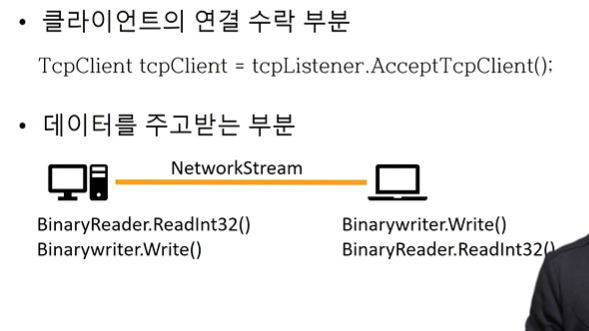 • 클라이언트의 연결 수락 부분
TcpClient tcpClient = tcpListener.AcceptTcpClient();
• 데이터를 주고받는 부분
NetworkStream
BinaryReader.ReadInt32()
Binarywriter.Write()
Binarywriter.Write()
BinaryReader.ReadInt32()